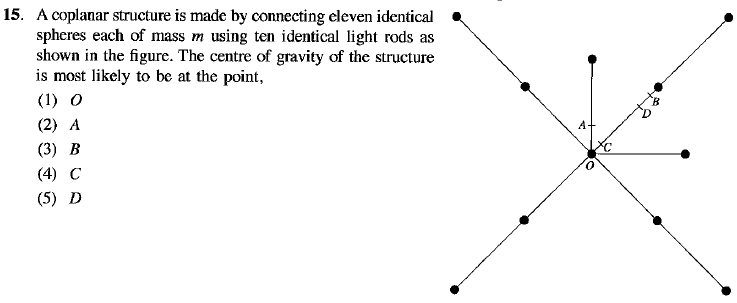 15. A coplanar structure is made by connecting eleven identical
spheres each of mass m using ten identical light rods as
shown in the figure. The centre of gravity of the structure
is most likely to be at the point,
(1) O
(2) A
(3) B
(4) C
(5) D
A
B
D
C
O